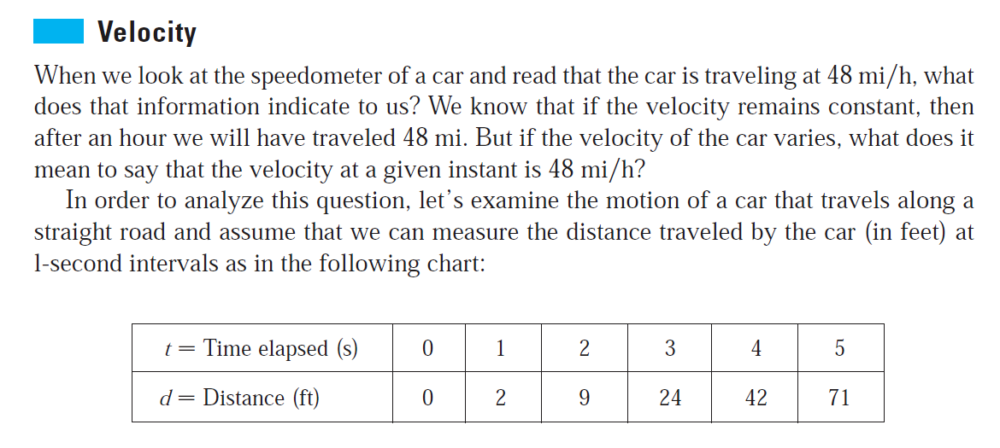 Velocity
When we look at the speedometer of a car and read that the car is traveling at 48 mi/h, what
does that information indicate to us? We know that if the velocity remains constant, then
after an hour we will have traveled 48 mi. But if the velocity of the car varies, what does it
mean to say that the velocity at a given instant is 48 mi/h?
In order to analyze this question, let’s examine the motion of a car that travels along a
straight road and assume that we can measure the distance traveled by the car (in feet) at
l-second intervals as in the following chart:
t = Time elapsed (s) 0 1 2 3 4 5
d = Distance (ft) 0 2 9 24 42 71